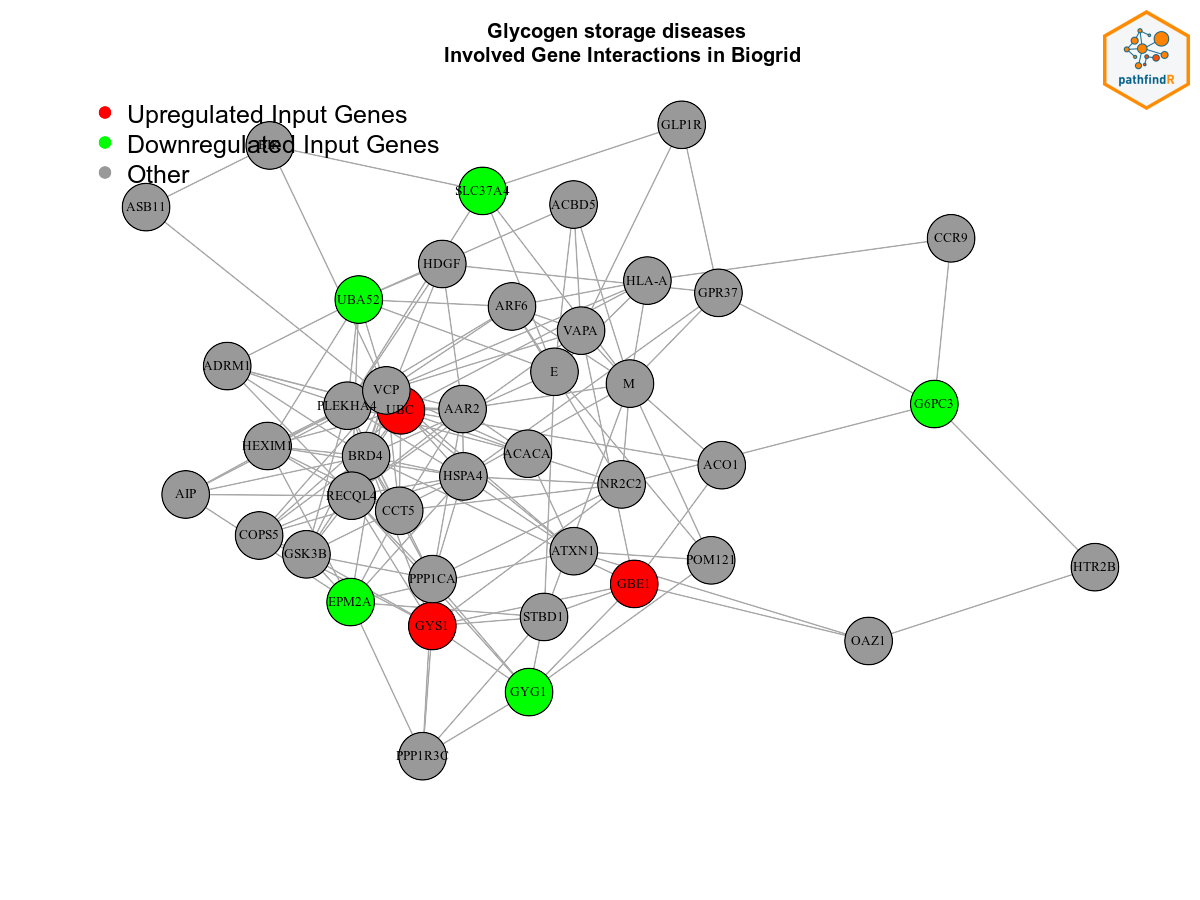 Glycogen storage diseases
Involved Gene Interactions in Biogrid
pathfindR
Upregulated Input Genes
Downregulated Input Genes
Other
GLP1R
ASB11
SLC37A4
ACBD5
CCR9
HDGF
HLA-A
GPR37
UBA52
ARF6
VAPA
ADRM1
E
M
VCP
PLEKHA4
UBC
AAR2
G6PC3
HEXIM1
BRD4
ACACA
ACO1
HSPA4
NR2C2
AIP
RECQL4
CCT5
COPS5
GSK3B
ATXN1
POM121
HTR2B
PPP1CA
GBE1
EPM2A
STBD1
GYS1
OAZ1
GYG1
PPP1R3C